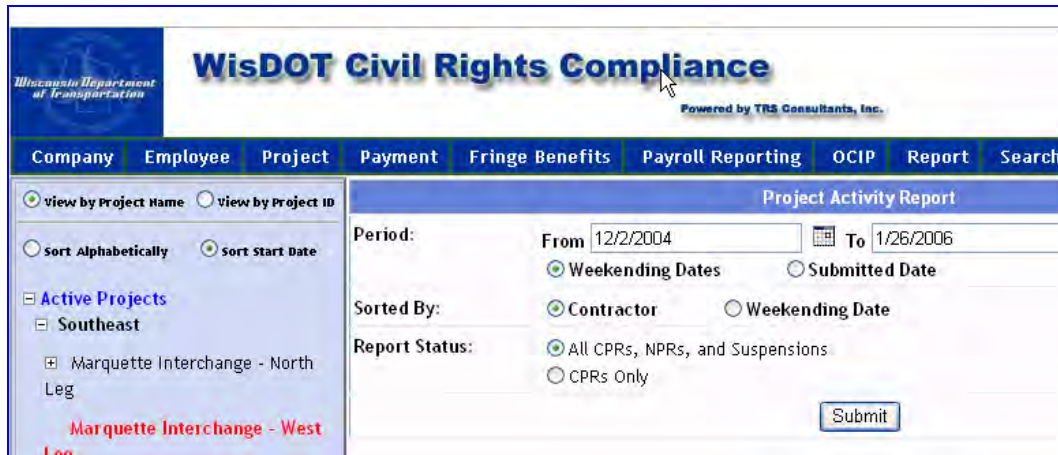 Wisconsin Department
of Transportation
WisDOT Civil Rights Compliance
Powered by TRS Consultants, Inc.
Company Employee Project Payment Fringe Benefits Payroll Reporting OCIP Report Search
View by Project Name View by Project ID
Sort Alphabetically Sort Start Date
Active Projects
Southeast
Marquette Interchange - North
Leg
Marquette Interchange - West
Leg
Project Activity Report
Period: From 12/2/2004 To 1/26/2006
Weekending Dates Submitted Date
Sorted By: Contractor Weekending Date
Report Status: All CPRs, NPRs, and Suspensions
CPRs Only
Submit